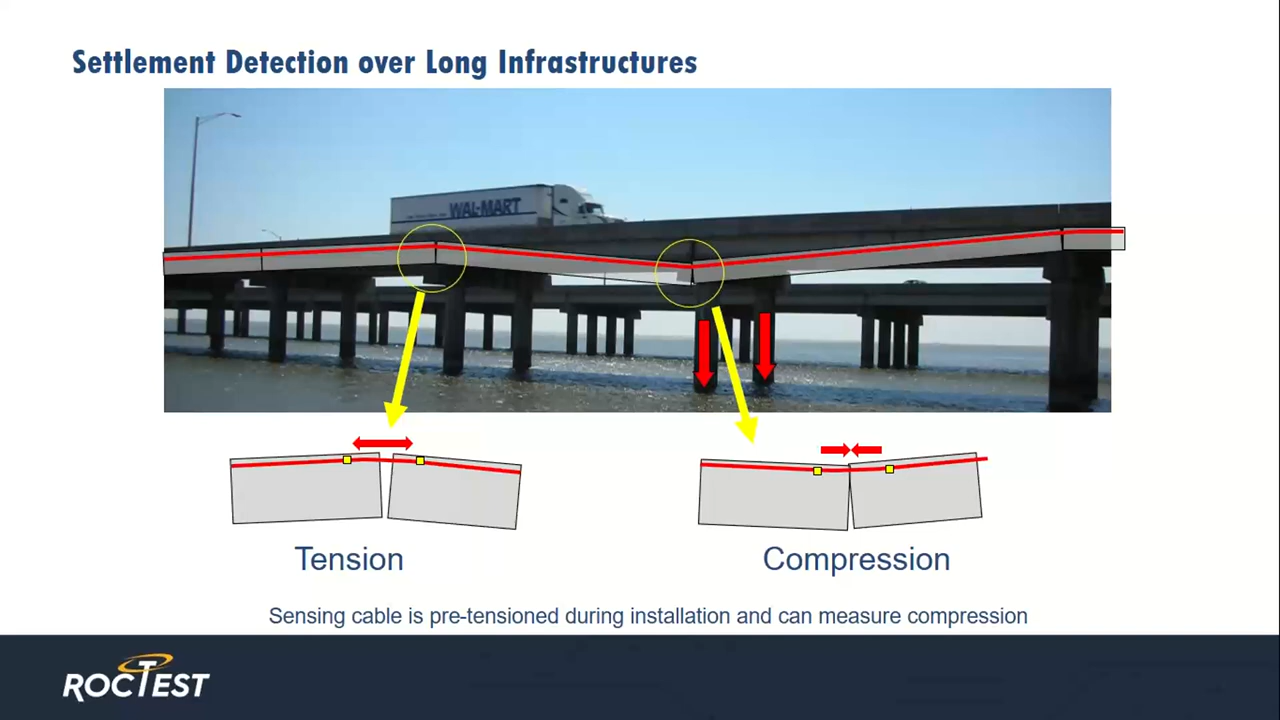 Settlement Detection over Long Infrastructures
WAL-MART
Tension
Compression
Sensing cable is pre-tensioned during installation and can measure compression
ROCTEST